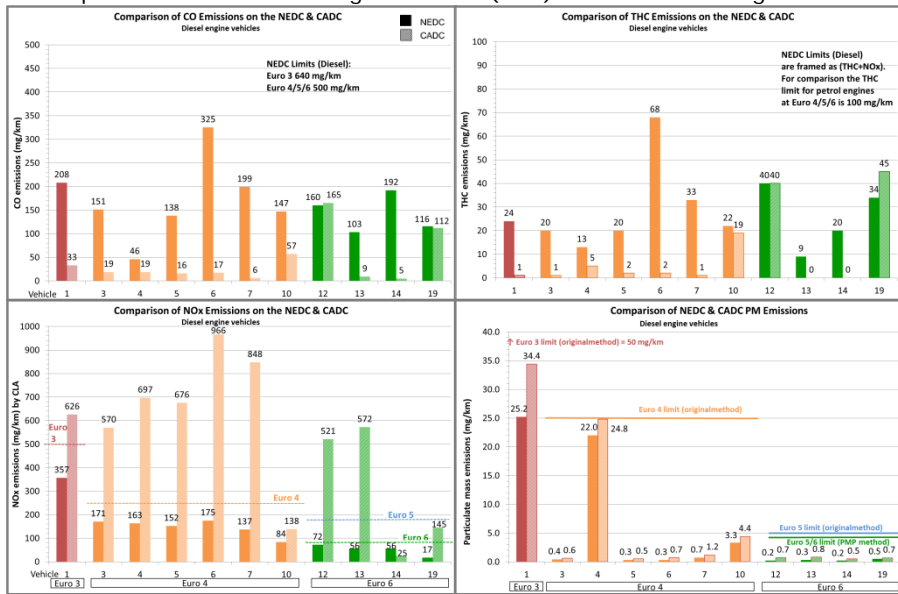 Comparison of CO Emissions on the NEDC & CADC
Diesel engine vehicles
NEDC
CADC
NEDC Limits (Diesel):
Euro 3 640 mg/km
Euro 4/5/6 500 mg/km
CO emissions (mg/km)
500
450
400
350
300
250
200
150
100
50
0
208 33 151 19 46 19 138 16 325 17 199 6 147 57 160 165 103 9 192 5 116 112
Vehicle 1 3 4 5 6 7 10 12 13 14 19
Comparison of THC Emissions on the NEDC & CADC
Diesel engine vehicles
NEDC Limits (Diesel)
are framed as (THC+NOx).
For comparison the THC
limit for petrol engines
at Euro 4/5/6 is 100 mg/km
THC emissions (mg/km)
100
90
80
70
60
50
40
30
20
10
0
24 1 20 1 13 5 20 2 68 2 33 1 22 19 40 40 9 0 20 0 34 45
1 3 4 5 6 7 10 12 13 14 19
Comparison of NOx Emissions on the NEDC & CADC
Diesel engine vehicles
NOx emissions (mg/km) by CLA
1000
900
800
700
600
500
400
300
200
100
0
Euro
3
Euro 4
Euro 5
Euro 6
357 626 171 570 163 697 152 676 175 966 137 848 84 138 72 521 56 572 56 25 17 145
Vehicle 1 3 4 5 6 7 10 12 13 14 19
Euro 3 Euro 4 Euro 6
Comparison of NEDC & CADC PM Emissions
Diesel engine vehicles
↑ Euro 3 limit (originalmethod) = 50 mg/km
Particulate mass emissions (mg/km)
40.0
35.0
30.0
25.0
20.0
15.0
10.0
5.0
0.0
Euro 4 limit (originalmethod)
Euro 5 limit (originalmethod)
Euro 5/6 limit (PMP method)
25.2 34.4 0.4 0.6 22.0 24.8 0.3 0.5 0.3 0.7 0.7 1.2 3.3 4.4 0.2 0.7 0.3 0.8 0.2 0.5 0.5 0.7
1 3 4 5 6 7 10 12 13 14 19
Euro 3 Euro 4 Euro 6